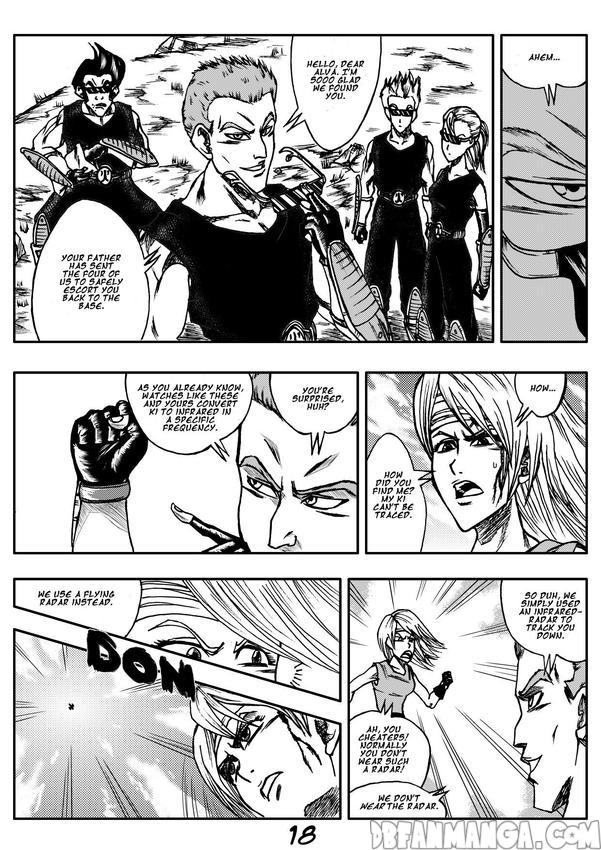 AHEM...
HELLO, DEAR
ALVA. I'M
SOOO GLAD
WE FOUND
YOU.
YOUR FATHER
HAS SENT
THE FOUR OF
US TO SAFELY
ESCORT YOU
BACK TO THE
BASE.
HOW...
HOW
DID YOU
FIND ME?
MY KI
CAN'T BE
TRACED.
YOU'RE
SURPRISED,
HUH?
AS YOU ALREADY KNOW,
WATCHES LIKE THESE
AND YOURS CONVERT
KI TO INFRARED IN
A SPECIFIC
FREQUENCY.
SO DUH, WE
SIMPLY USED
AN INFRARED-
RADAR TO
TRACK YOU
DOWN.
AH, YOU
CHEATERS!
NORMALLY
YOU DON'T
WEAR SUCH
A RADAR!
WE DON'T
WEAR THE RADAR.
WE USE A FLYING
RADAR INSTEAD.
DOM
18
DBFANMANGA.COM